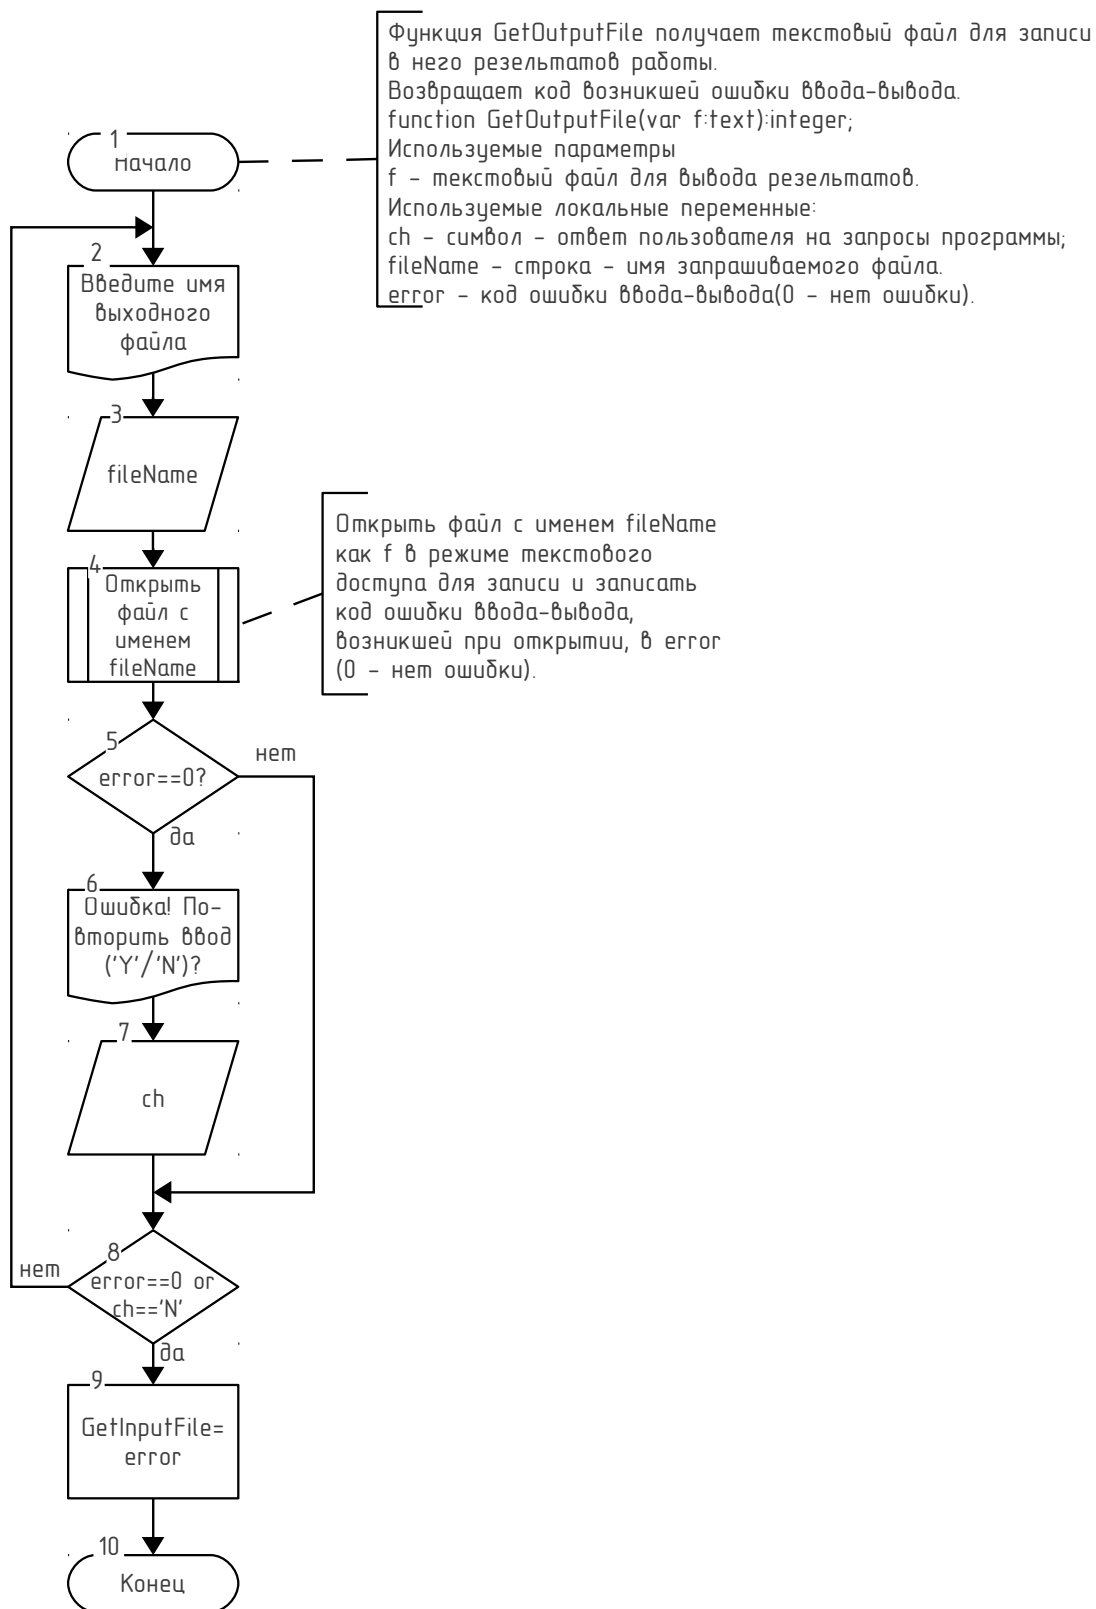 Функция GetOutputFile получает текстовый файл для записи
в него резельтатов работы.
Возвращает код возникшей ошибки ввода-вывода.
function GetOutputFile(var f:text):integer;
Используемые параметры
f - текстовый файл для вывода резельтатов.
Используемые локальные переменные:
ch - символ - ответ пользователя на запросы программы;
fileName - строка - имя запрашиваемого файла.
error - код ошибки ввода-вывода(0 - нет ошибки).
1
Начало
2
Введите имя
выходного
файла
3
fileName
4
Открыть
файл с
именем
fileName
Открыть файл с именем fileName
как f в режиме текстового
доступа для записи и записать
код ошибки ввода-вывода,
возникшей при открытии, в error
(0 - нет ошибки).
5
error==0?
нет
да
6
Ошибка! По-
вторить ввод
('Y'/'N')?
7
ch
8
error==0 or
ch=='N'
нет
да
9
GetInputFile=
error
10
Конец